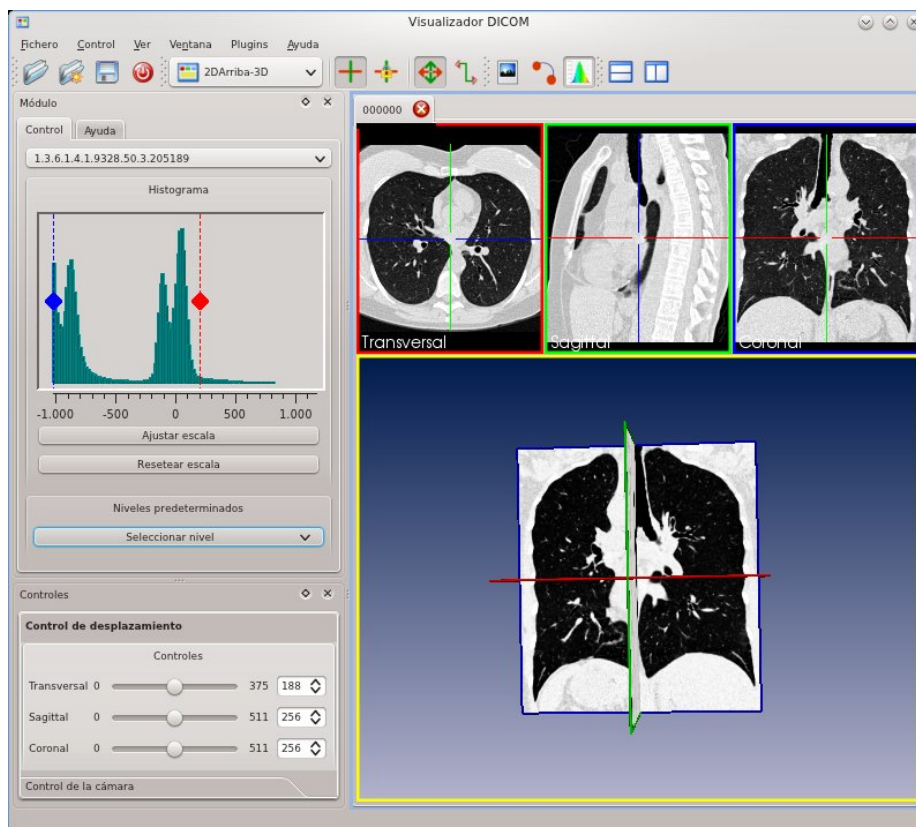 Visualizador DICOM
Fichero Control Ver Ventana Plugins Ayuda
2DArriba-3D
Módulo
Control Ayuda
1.3.6.1.4.1.9328.50.3.205189
Histograma
-1.000 -500 0 500 1.000
Ajustar escala
Resetear escala
Niveles predeterminados
Seleccionar nivel
Controles
Control de desplazamiento
Controles
Transversal 0 375 188
Sagittal 0 511 256
Coronal 0 511 256
Control de la cámara
000000
Transversal
Sagittal
Coronal